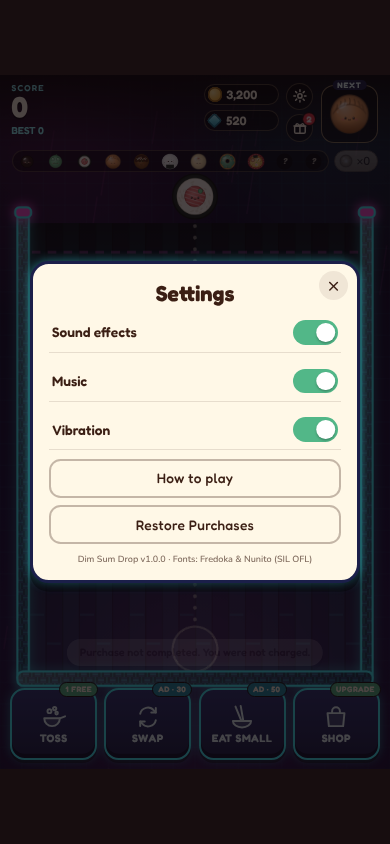 SCORE
0
BEST 0
3,200
520
2
NEXT
? ?
x0
Settings
Sound effects
Music
Vibration
How to play
Restore Purchases
Dim Sum Drop v1.0.0 · Fonts: Fredoka & Nunito (SIL OFL)
Purchase not completed. You were not charged.
1 FREE
AD · 30
AD · 50
UPGRADE
TOSS
SWAP
EAT SMALL
SHOP